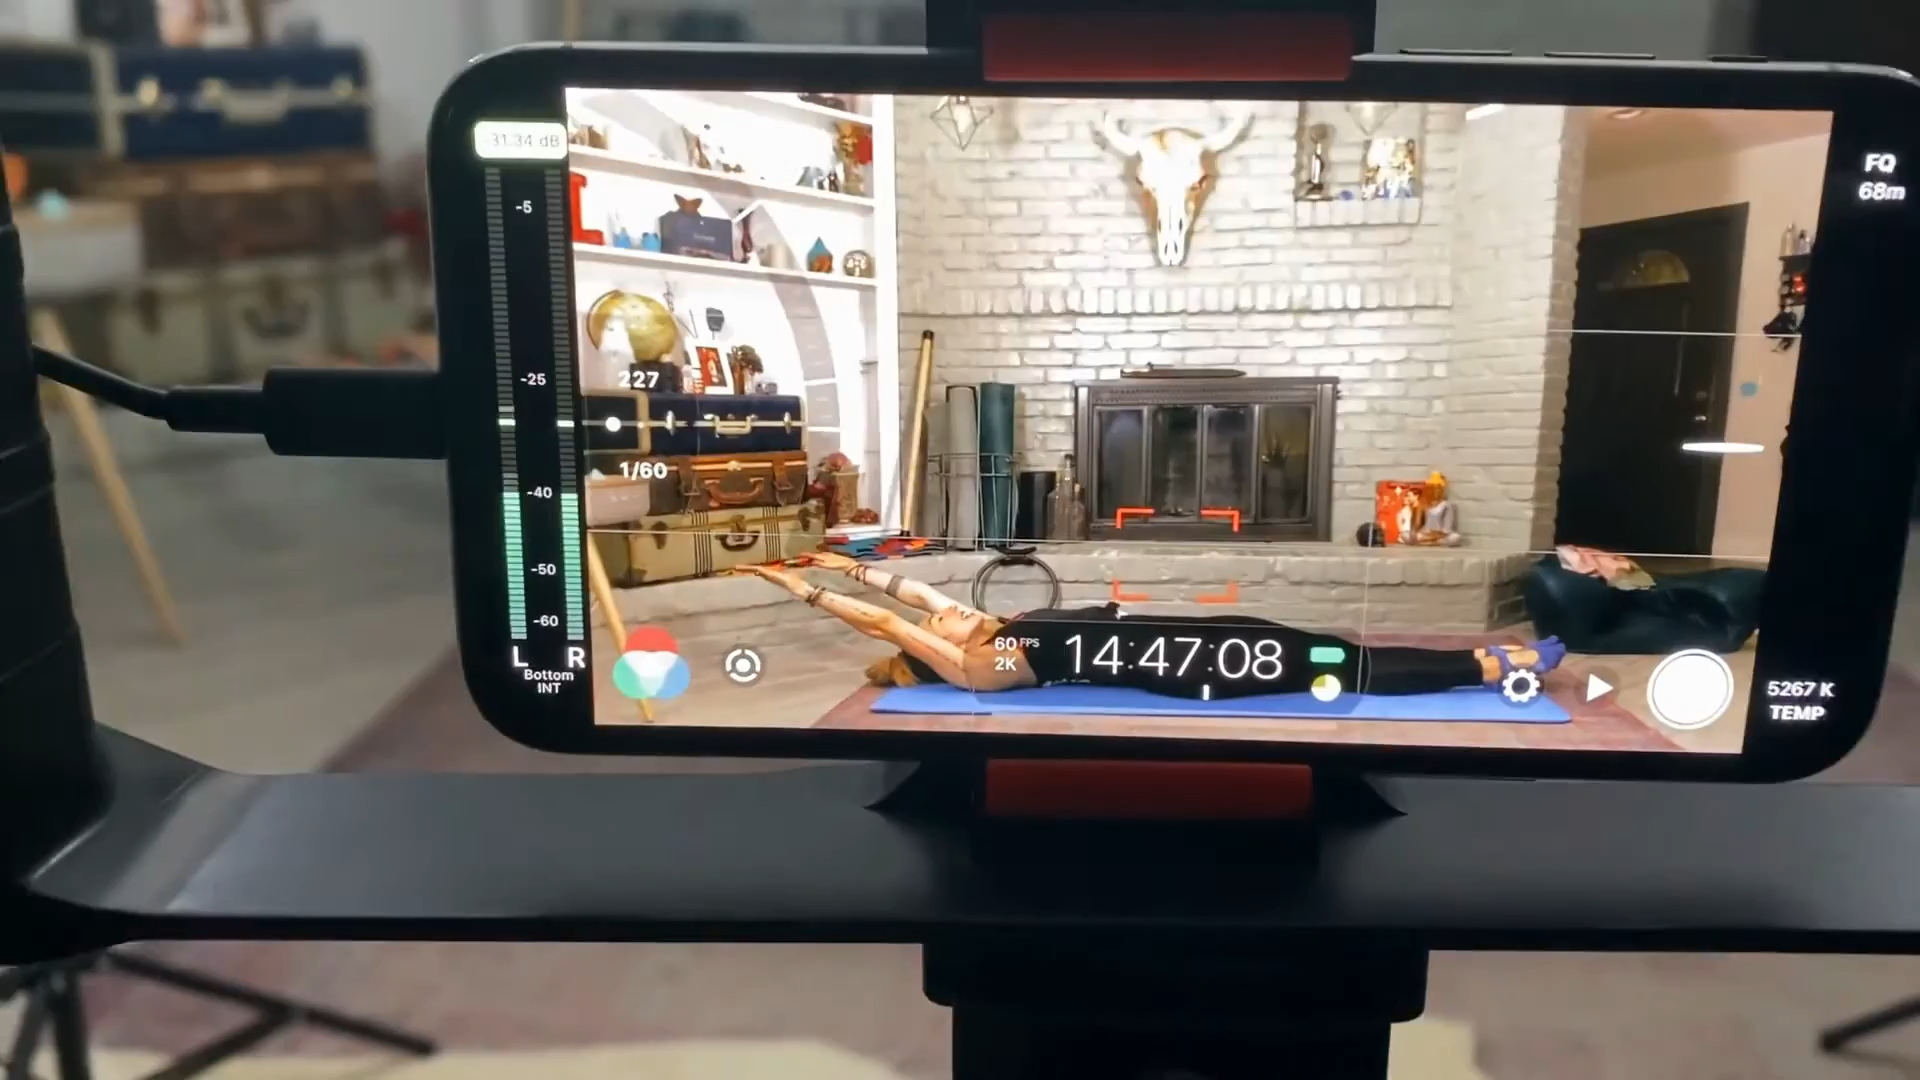 -31.34 dB
-5
-25
-40
-50
-60
L R
Bottom
INT
227
1/60
60 FPS
2K
14:47:08
FQ
68m
5267 K
TEMP